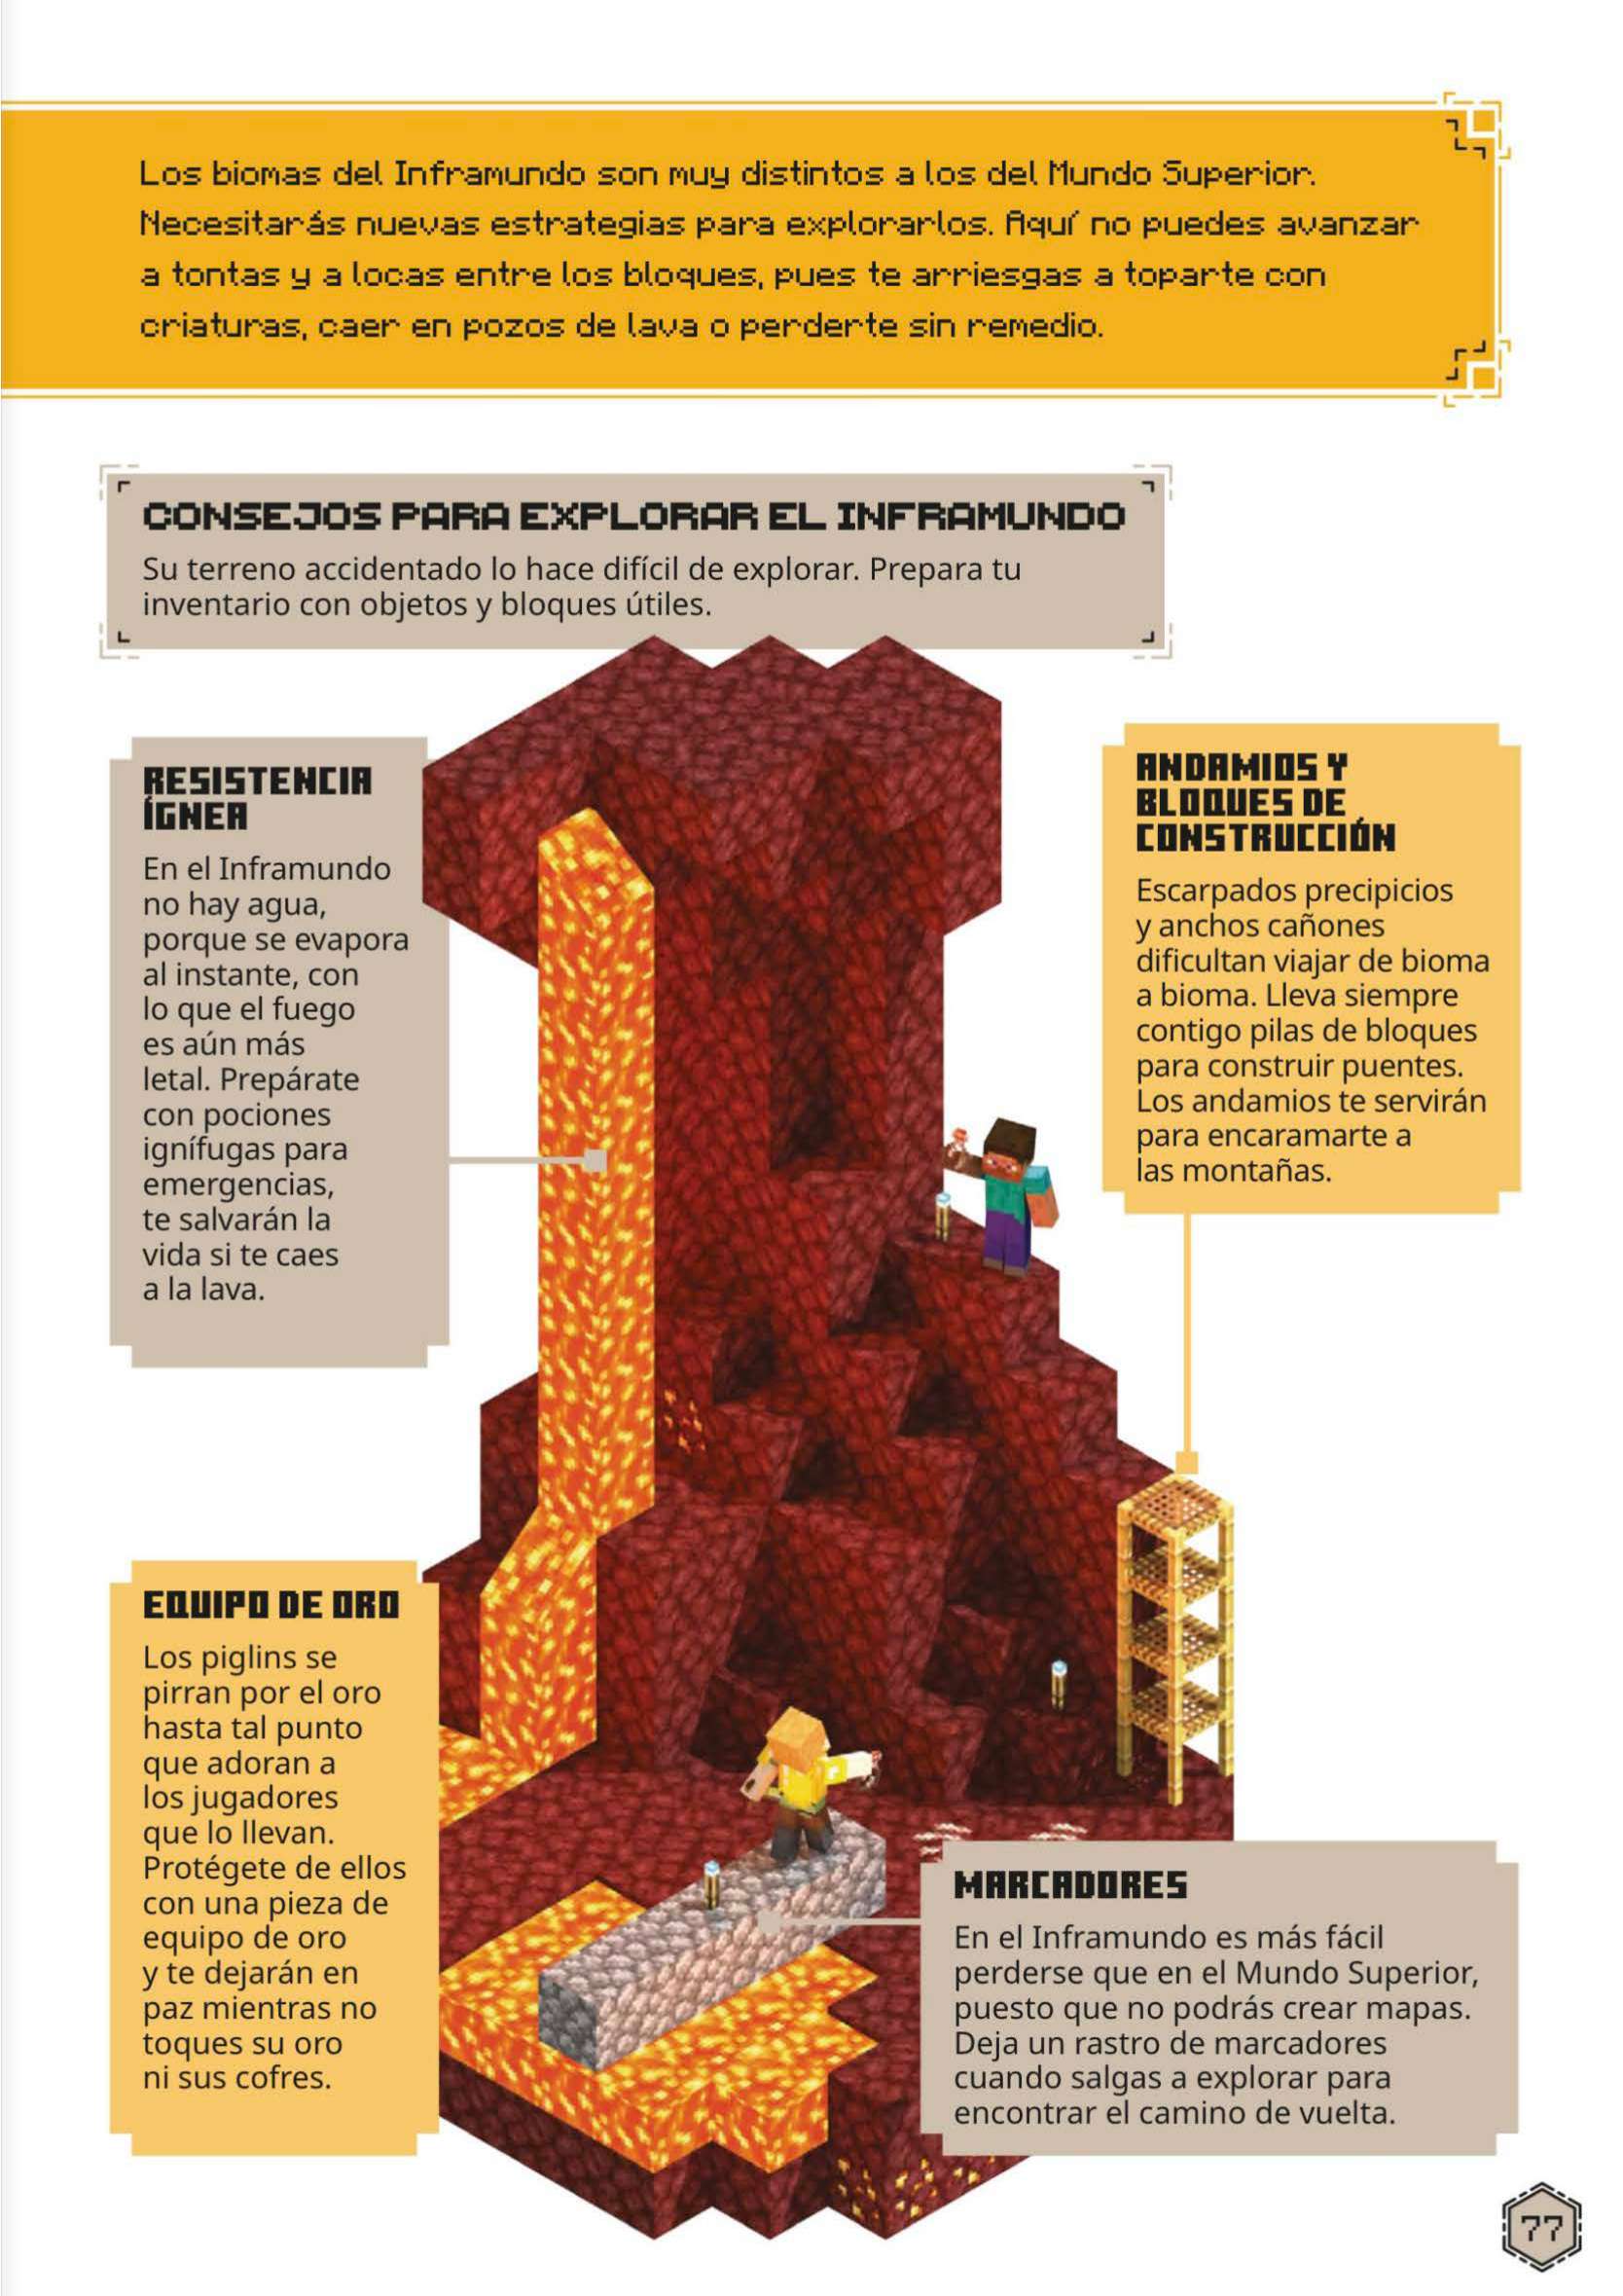 Los biomas del Inframundo son muy distintos a los del Mundo Superior.
Necesitarás nuevas estrategias para explorarlos. Aquí no puedes avanzar
a tontas y a locas entre los bloques, pues te arriesgas a toparte con
criaturas, caer en pozos de lava o perderte sin remedio.
CONSEJOS PARA EXPLORAR EL INFRAMUNDO
Su terreno accidentado lo hace difícil de explorar. Prepara tu
inventario con objetos y bloques útiles.
RESISTENCIA
ÍGNEA
En el Inframundo
no hay agua,
porque se evapora
al instante, con
lo que el fuego
es aún más
letal. Prepárate
con pociones
ignífugas para
emergencias,
te salvarán la
vida si te caes
a la lava.
ANDAMIOS Y
BLOQUES DE
CONSTRUCCIÓN
Escarpados precipicios
y anchos cañones
dificultan viajar de bioma
a bioma. Lleva siempre
contigo pilas de bloques
para construir puentes.
Los andamios te servirán
para encaramarte a
las montañas.
EQUIPO DE ORO
Los piglins se
pirran por el oro
hasta tal punto
que adoran a
los jugadores
que lo llevan.
Protégete de ellos
con una pieza de
equipo de oro
y te dejarán en
paz mientras no
toques su oro
ni sus cofres.
MARCADORES
En el Inframundo es más fácil
perderse que en el Mundo Superior,
puesto que no podrás crear mapas.
Deja un rastro de marcadores
cuando salgas a explorar para
encontrar el camino de vuelta.
77